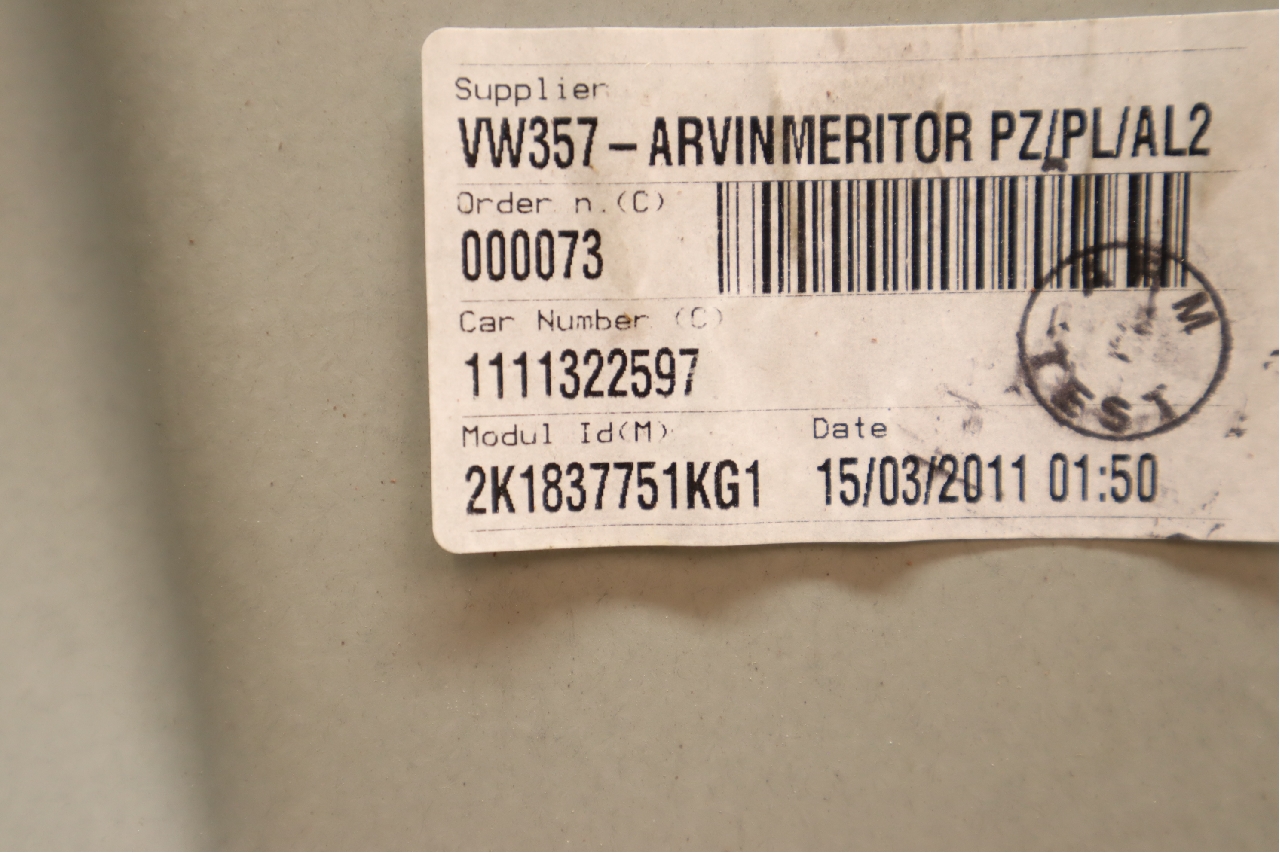 Supplier
VW357-ARVINMERITOR PZ/PL/AL2
Order n.(C)
000073
Car Number (C)
1111322597
Modul Id(M) Date
2K1837751KG1 15/03/2011 01:50
TEST